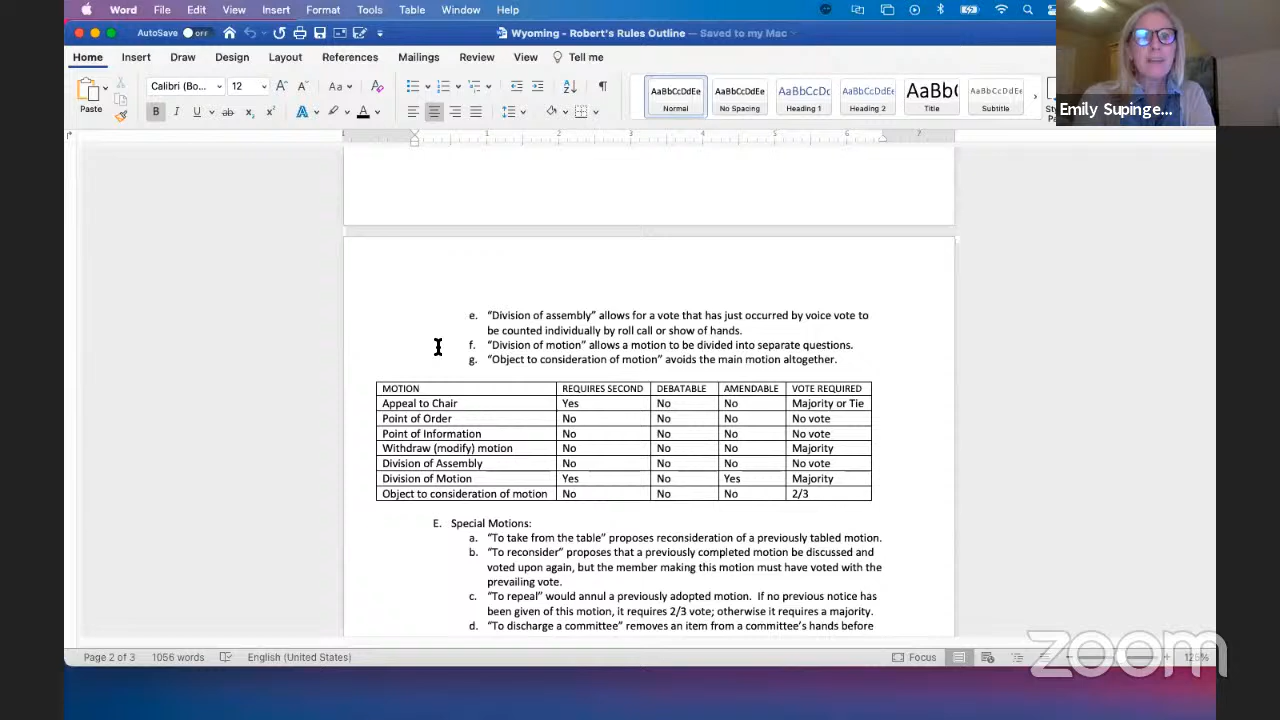 Word File Edit View Insert Format Tools Table Window Help
AutoSave OFF Wyoming - Robert's Rules Outline — Saved to my Mac
Home Insert Draw Design Layout References Mailings Review View Tell me
Paste Calibri (Bo... 12 Aa AaBbCcDdEe AaBbCcDdEe AaBbCcDc AaBbCcDdEe AaBb AaBbCcDdE
B I U ab x₂ x² A A Normal No Spacing Heading 1 Heading 2 Title Subtitle
Emily Supinge...
1 1 2 3 4 5 6 7
e. “Division of assembly” allows for a vote that has just occurred by voice vote to
be counted individually by roll call or show of hands.
f. “Division of motion” allows a motion to be divided into separate questions.
g. “Object to consideration of motion” avoids the main motion altogether.
MOTION REQUIRES SECOND DEBATABLE AMENDABLE VOTE REQUIRED
Appeal to Chair Yes No No Majority or Tie
Point of Order No No No No vote
Point of Information No No No No vote
Withdraw (modify) motion No No No Majority
Division of Assembly No No No No vote
Division of Motion Yes No Yes Majority
Object to consideration of motion No No No 2/3
E. Special Motions:
a. “To take from the table” proposes reconsideration of a previously tabled motion.
b. “To reconsider” proposes that a previously completed motion be discussed and
voted upon again, but the member making this motion must have voted with the
prevailing vote.
c. “To repeal” would annul a previously adopted motion. If no previous notice has
been given of this motion, it requires 2/3 vote; otherwise it requires a majority.
d. “To discharge a committee” removes an item from a committee's hands before
Page 2 of 3 1056 words English (United States) Focus
zoom